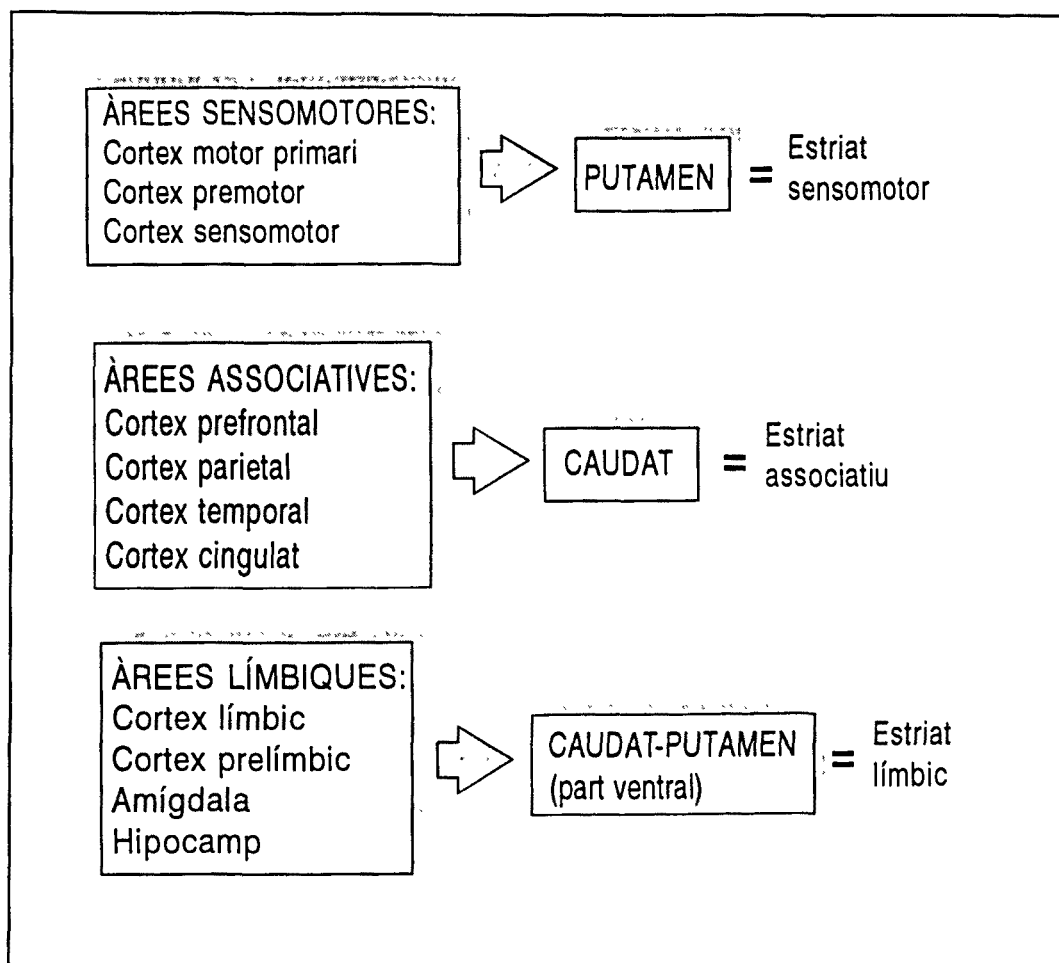 ÀREES SENSOMOTORES:
Cortex motor primari
Cortex premotor
Cortex sensomotor
PUTAMEN
=
Estriat
sensomotor
ÀREES ASSOCIATIVES:
Cortex prefrontal
Cortex parietal
Cortex temporal
Cortex cingulat
CAUDAT
=
Estriat
associatiu
ÀREES LÍMBIQUES:
Cortex límbic
Cortex prelímbic
Amígdala
Hipocamp
CAUDAT-PUTAMEN
(part ventral)
=
Estriat
límbic